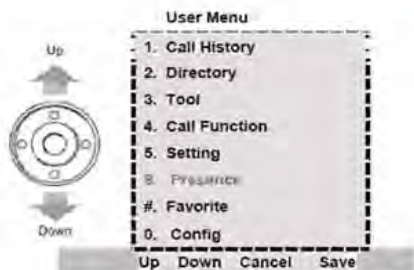 User Menu
Up
1. Call History
2. Directory
3. Tool
4. Call Function
5. Setting
8. Presence
#. Favorite
0. Config
Down
Up Down Cancel Save